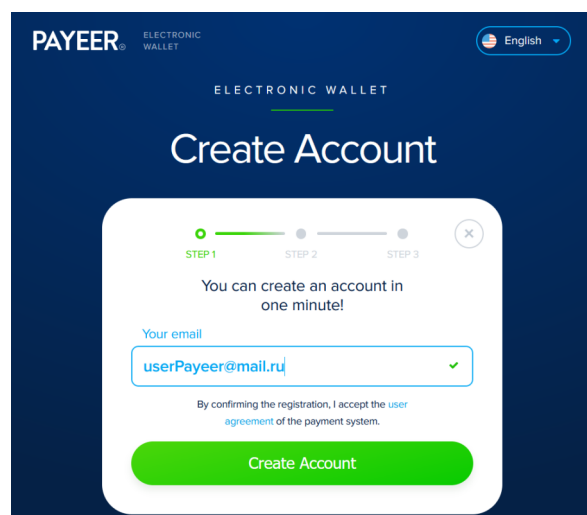 PAYEER®
ELECTRONIC
WALLET
English
ELECTRONIC WALLET
Create Account
STEP 1 STEP 2 STEP 3
You can create an account in
one minute!
Your email
userPayeer@mail.ru
By confirming the registration, I accept the user
agreement of the payment system.
Create Account